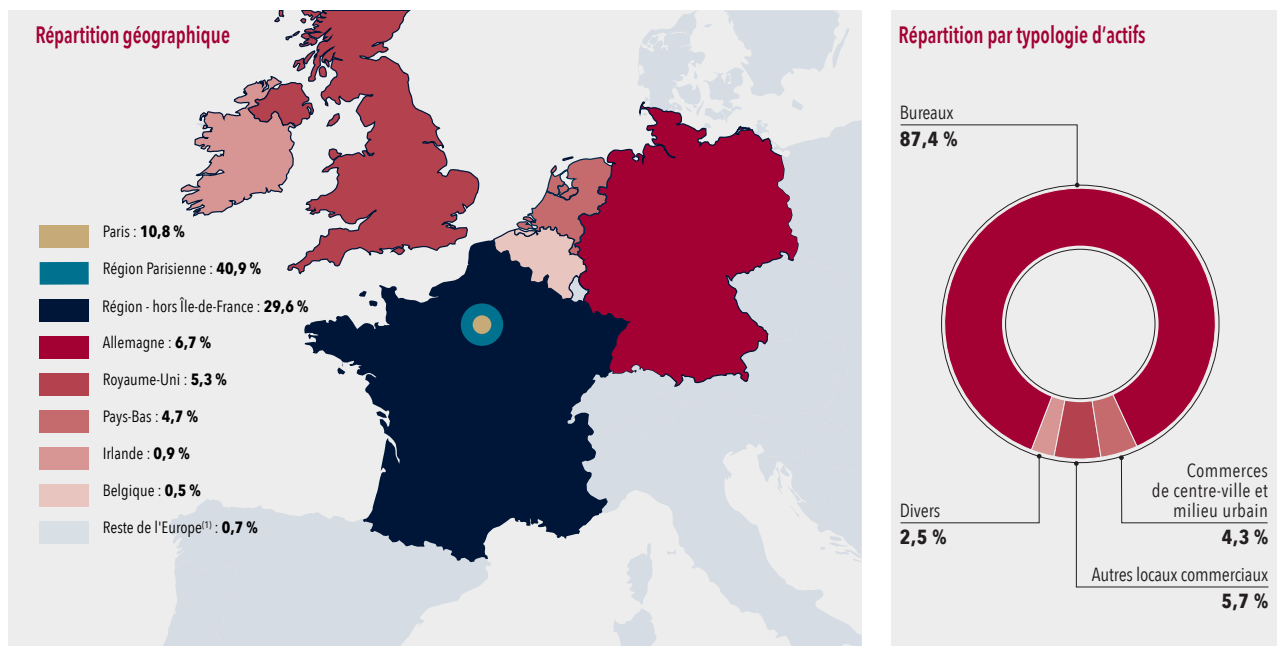 Répartition géographique
Paris : 10,8 %
Région Parisienne : 40,9 %
Région - hors Île-de-France : 29,6 %
Allemagne : 6,7 %
Royaume-Uni : 5,3 %
Pays-Bas : 4,7 %
Irlande : 0,9 %
Belgique : 0,5 %
Reste de l'Europe(1) : 0,7 %
Répartition par typologie d'actifs
Bureaux
87,4 %
Divers
2,5 %
Commerces
de centre-ville et
milieu urbain
4,3 %
Autres locaux commerciaux
5,7 %